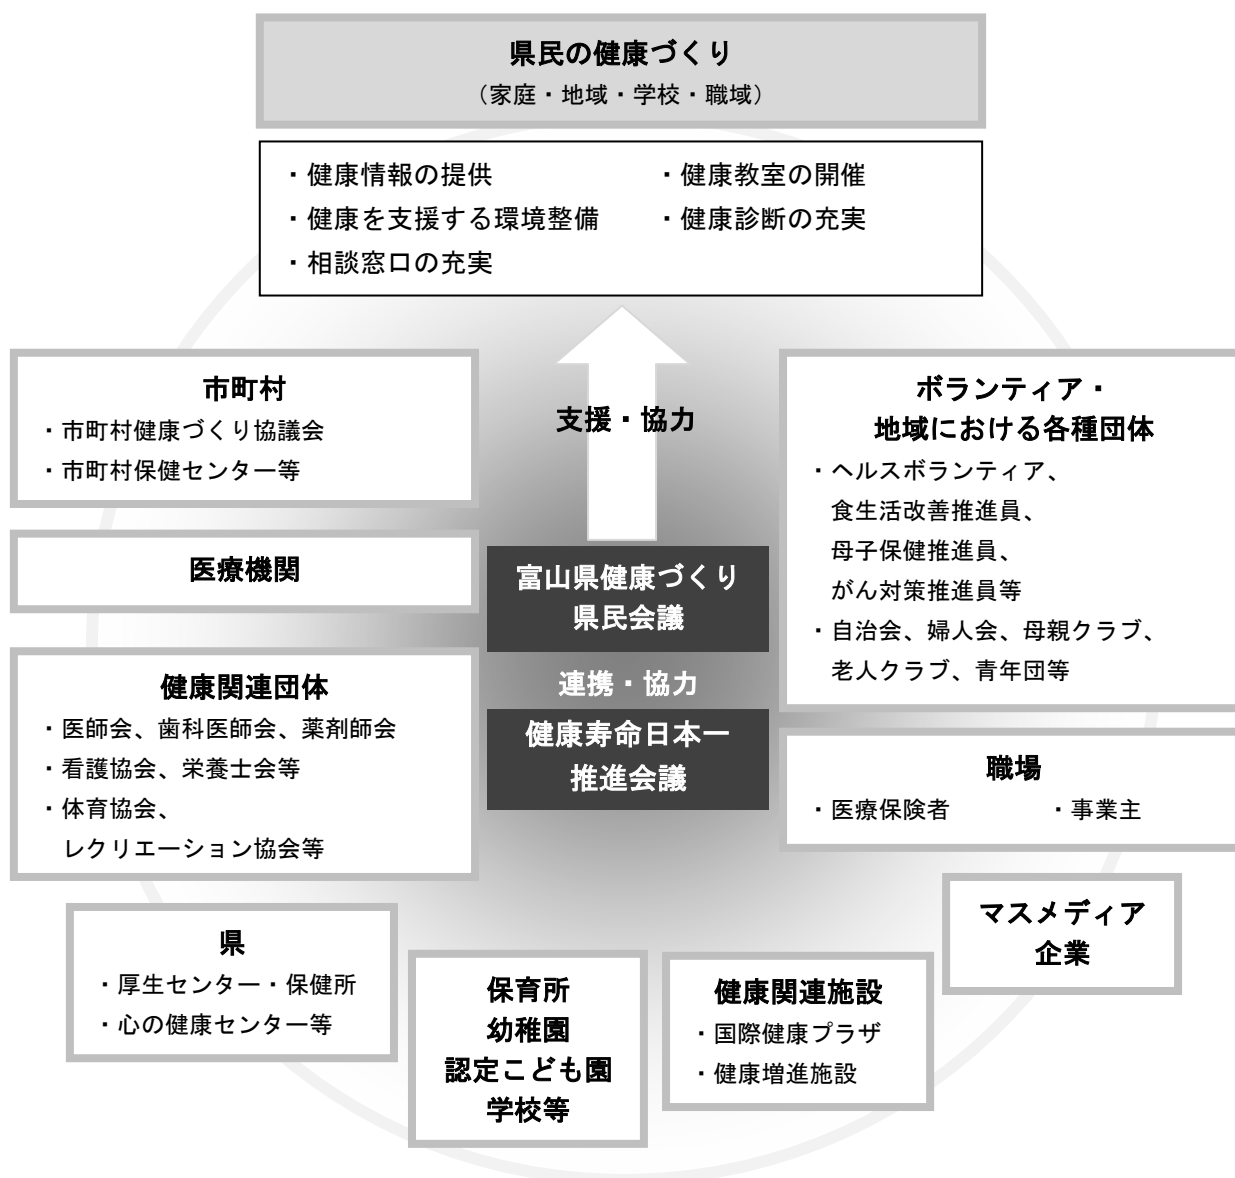 県民の健康づくり
（家庭・地域・学校・職域）
・健康情報の提供
・健康教室の開催
・健康を支援する環境整備
・健康診断の充実
・相談窓口の充実
支援・協力
市町村
・市町村健康づくり協議会
・市町村保健センター等
医療機関
健康関連団体
・医師会、歯科医師会、薬剤師会
・看護協会、栄養士会等
・体育協会、
レクリエーション協会等
富山県健康づくり
県民会議
連携・協力
健康寿命日本一
推進会議
ボランティア・
地域における各種団体
・ヘルスボランティア、
食生活改善推進員、
母子保健推進員、
がん対策推進員等
・自治会、婦人会、母親クラブ、
老人クラブ、青年団等
職場
・医療保険者
・事業主
マスメディア
企業
県
・厚生センター・保健所
・心の健康センター等
保育所
幼稚園
認定こども園
学校等
健康関連施設
・国際健康プラザ
・健康増進施設